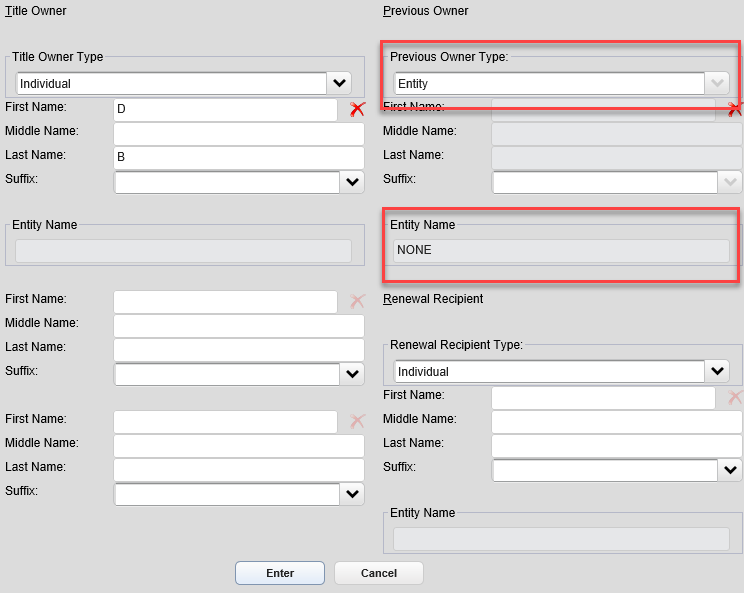 Title Owner
Title Owner Type
Individual
First Name: D
Middle Name:
Last Name: B
Suffix:
Entity Name
First Name:
Middle Name:
Last Name:
Suffix:
First Name:
Middle Name:
Last Name:
Suffix:
Previous Owner
Previous Owner Type:
Entity
First Name:
Middle Name:
Last Name:
Suffix:
Entity Name
NONE
Renewal Recipient
Renewal Recipient Type:
Individual
First Name:
Middle Name:
Last Name:
Suffix:
Entity Name
Enter Cancel